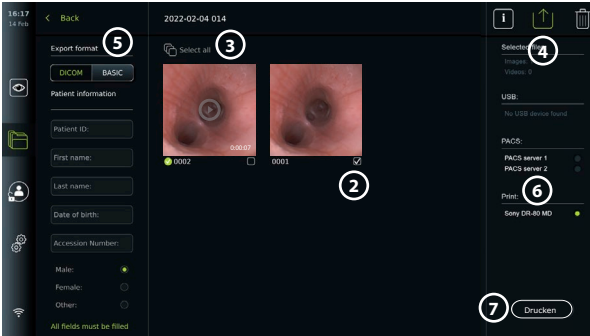 16:17
14 Feb
Back
2022-02-04 014
i
Export format
5
Select all
3
4
Selected files
Images:
Videos: 0
DICOM
BASIC
Patient information
USB:
No USB device found
Patient ID:
First name:
0:00:07
0002
0001
2
PACS:
PACS server 1
PACS server 2
Last name:
6
Print:
Date of birth:
Sony DR-80 MD
Accession Number:
Male:
Female:
Other:
7
Drucken
All fields must be filled